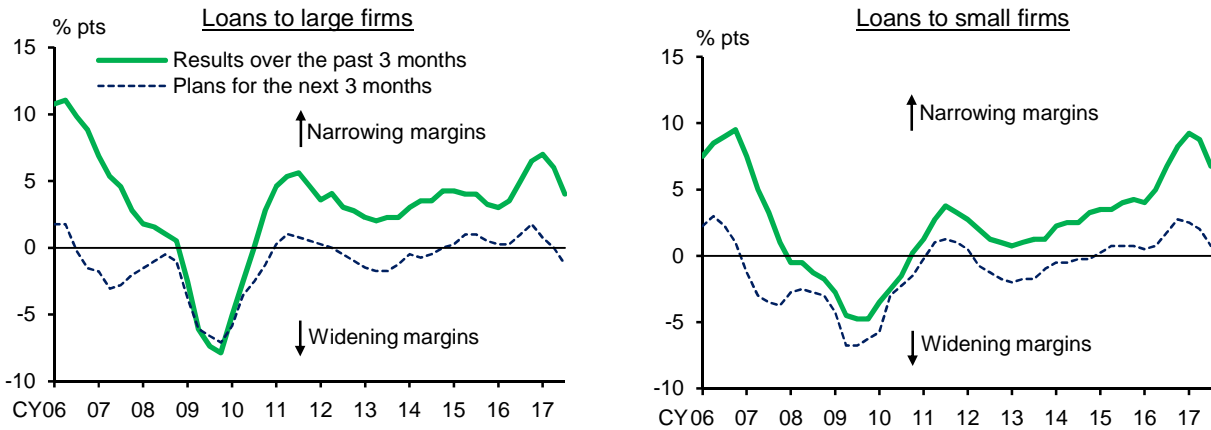 Loans to large firms
% pts
15
10
5
0
-5
-10
Results over the past 3 months
Plans for the next 3 months
Narrowing margins
Widening margins
CY06 07 08 09 10 11 12 13 14 15 16 17
Loans to small firms
% pts
15
10
5
0
-5
-10
Narrowing margins
Widening margins
CY06 07 08 09 10 11 12 13 14 15 16 17